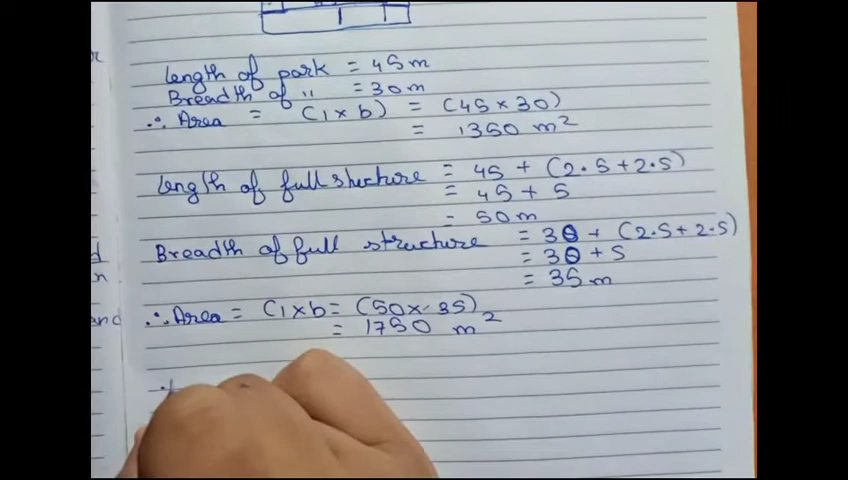 Length of park = 45 m
Breadth of " = 30 m
∴ Area = (l × b) = (45 × 30)
= 1350 m²
Length of full structure = 45 + (2.5 + 2.5)
= 45 + 5
= 50 m
Breadth of full structure = 30 + (2.5 + 2.5)
= 30 + 5
= 35 m
∴ Area = (l × b = (50 × 35)
= 1750 m²
d
n
and